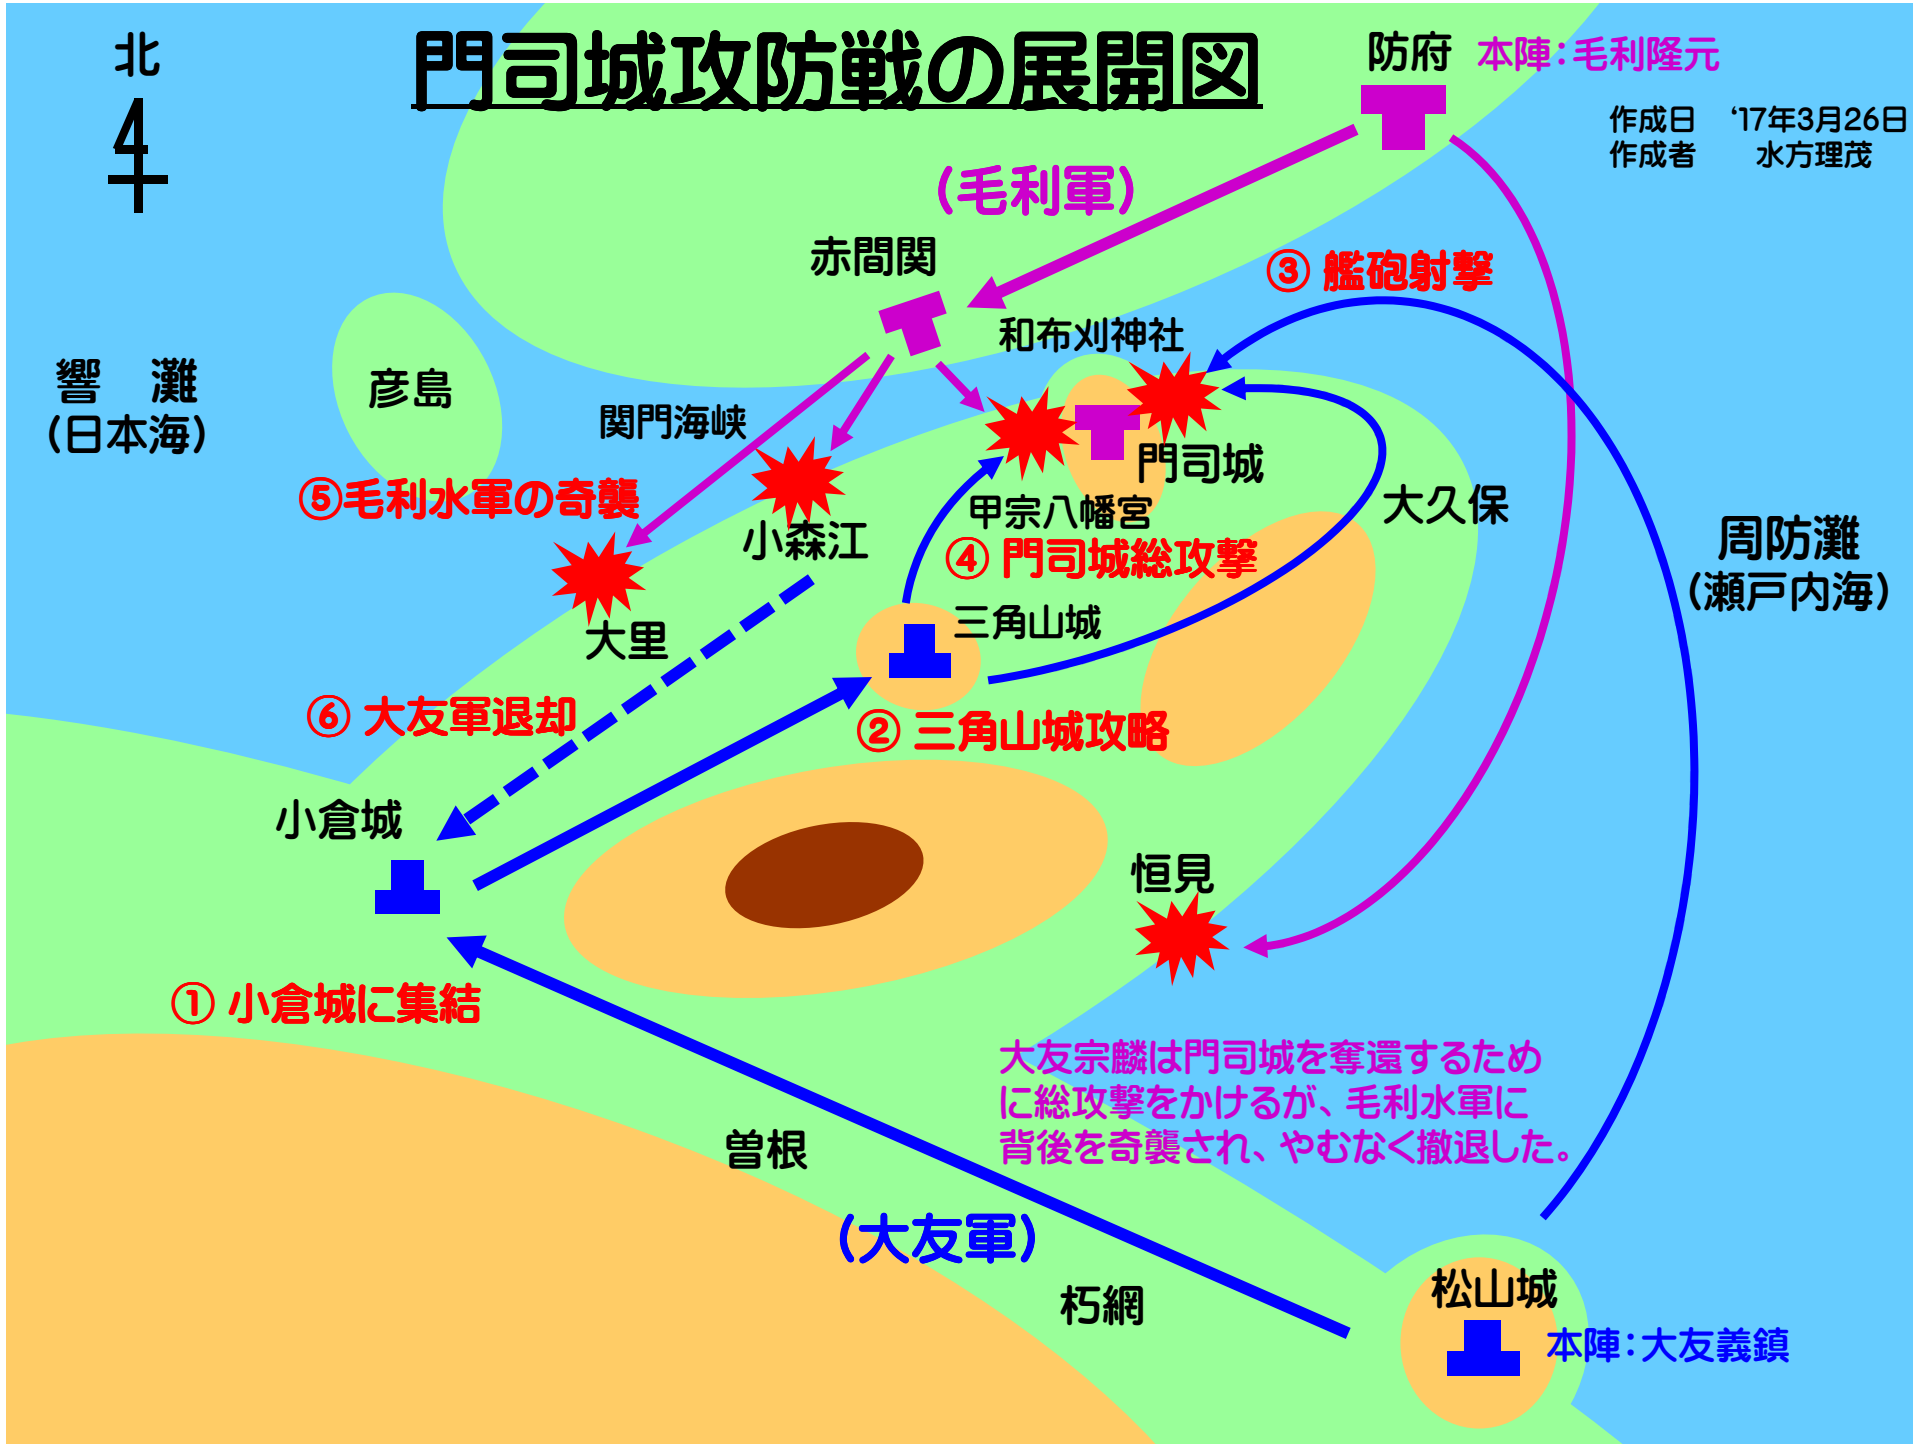 門司城攻防戦の展開図
北
防府 本陣：毛利隆元
作成日 ‘17年3月26日
作成者 水方理茂
（毛利軍）
赤間関
③ 艦砲射撃
和布刈神社
響 灘
（日本海）
彦島
関門海峡
門司城
⑤毛利水軍の奇襲
大久保
甲宗八幡宮
小森江
④ 門司城総攻撃
周防灘
（瀬戸内海）
三角山城
大里
⑥ 大友軍退却
② 三角山城攻略
小倉城
恒見
① 小倉城に集結
大友宗麟は門司城を奪還するため
に総攻撃をかけるが、毛利水軍に
背後を奇襲され、やむなく撤退した。
曽根
（大友軍）
朽網
松山城
本陣：大友義鎮